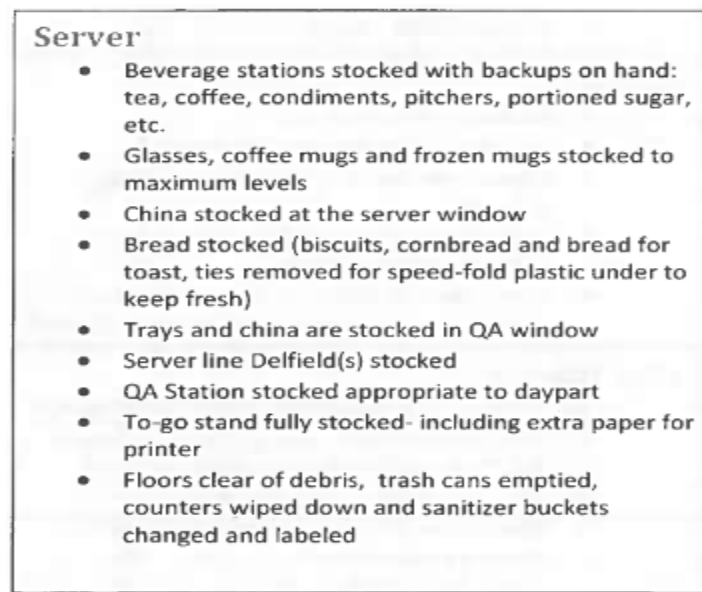 Server
• Beverage stations stocked with backups on hand:
tea, coffee, condiments, pitchers, portioned sugar,
etc.
• Glasses, coffee mugs and frozen mugs stocked to
maximum levels
• China stocked at the server window
• Bread stocked (biscuits, cornbread and bread for
toast, ties removed for speed-fold plastic under to
keep fresh)
• Trays and china are stocked in QA window
• Server line Delfield(s) stocked
• QA Station stocked appropriate to daypart
• To-go stand fully stocked- including extra paper for
printer
• Floors clear of debris, trash cans emptied,
counters wiped down and sanitizer buckets
changed and labeled